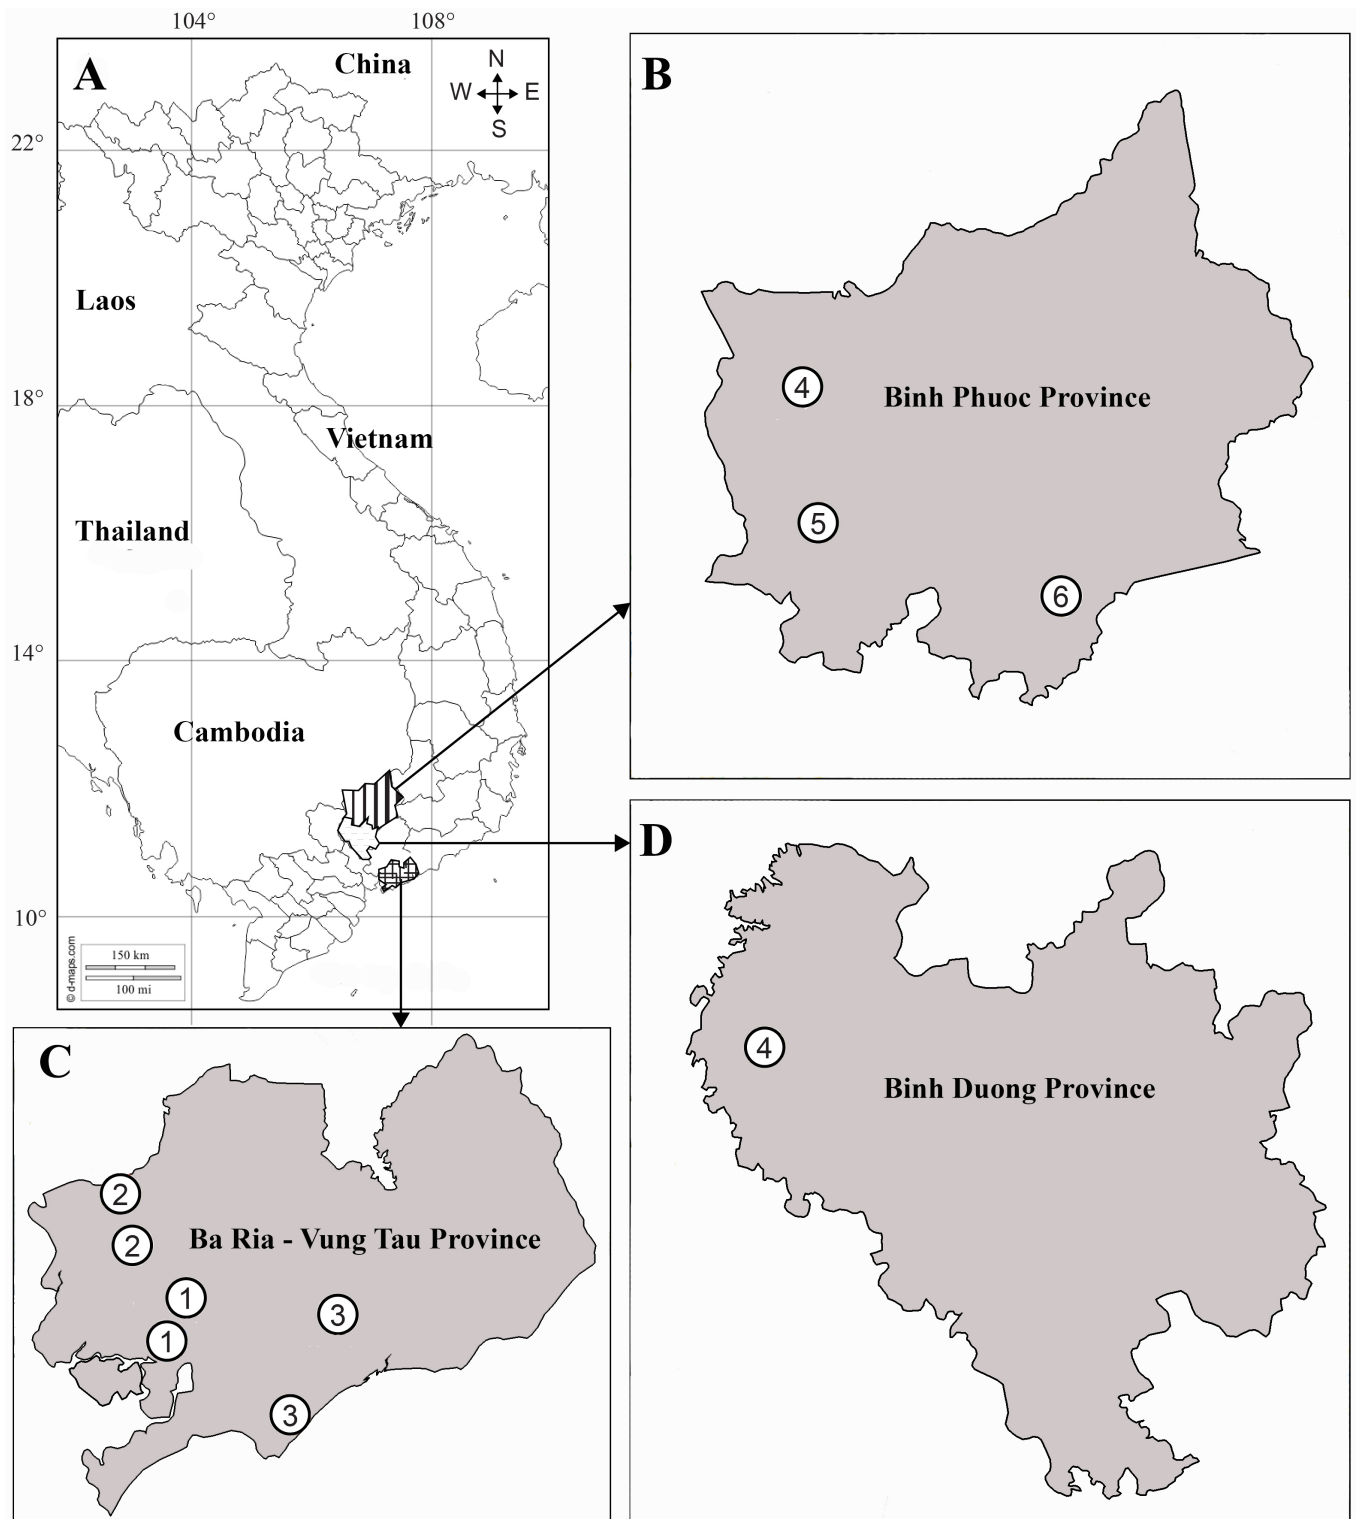 104° 108°
A
China
N
W E
S
22°
Laos
18°
Vietnam
Thailand
14°
Cambodia
10°
150 km
100 mi
© d-maps.com
B
4
Binh Phuoc Province
5
6
C
2
2
Ba Ria - Vung Tau Province
1
3
1
3
D
4
Binh Duong Province